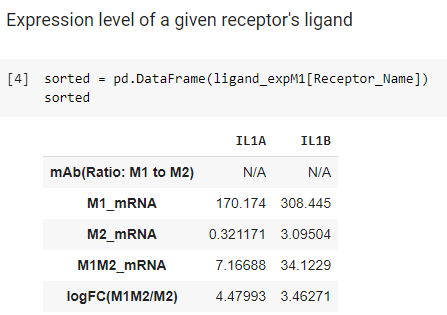 Expression level of a given receptor's ligand
[4] sorted = pd.DataFrame(ligand_expM1[Receptor_Name])
sorted
IL1A IL1B
mAb(Ratio: M1 to M2) N/A N/A
M1_mRNA 170.174 308.445
M2_mRNA 0.321171 3.09504
M1M2_mRNA 7.16688 34.1229
logFC(M1M2/M2) 4.47993 3.46271